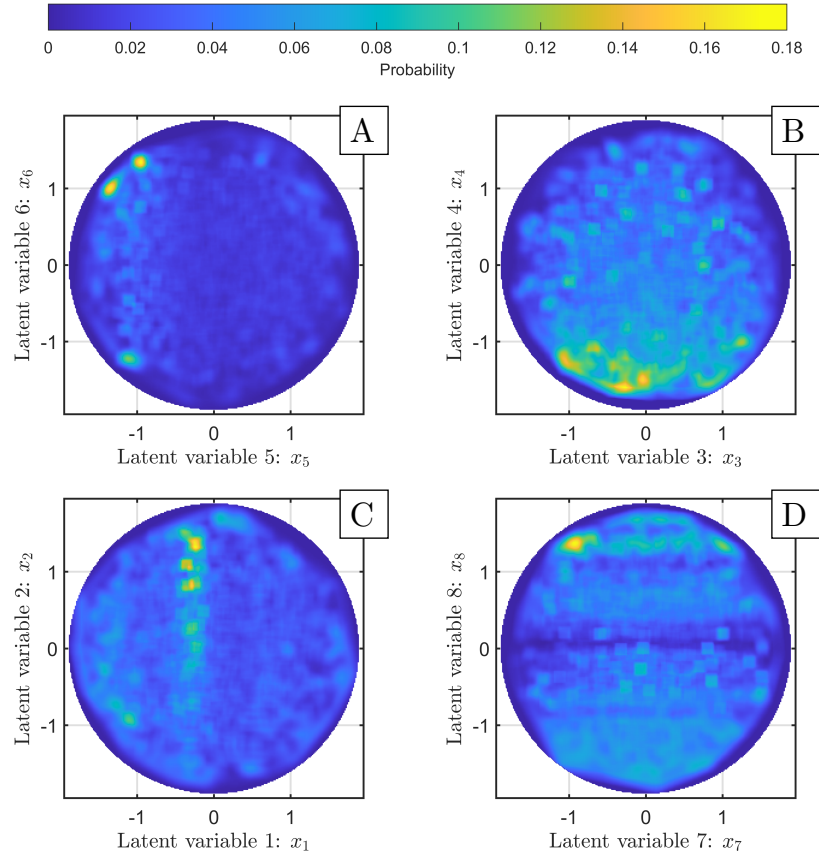 0 0.02 0.04 0.06 0.08 0.1 0.12 0.14 0.16 0.18
Probability
A
Latent variable 6: x₆
1
0
-1
-1 0 1
Latent variable 5: x₅
B
Latent variable 4: x₄
1
0
-1
-1 0 1
Latent variable 3: x₃
C
Latent variable 2: x₂
1
0
-1
-1 0 1
Latent variable 1: x₁
D
Latent variable 8: x₈
1
0
-1
-1 0 1
Latent variable 7: x₇